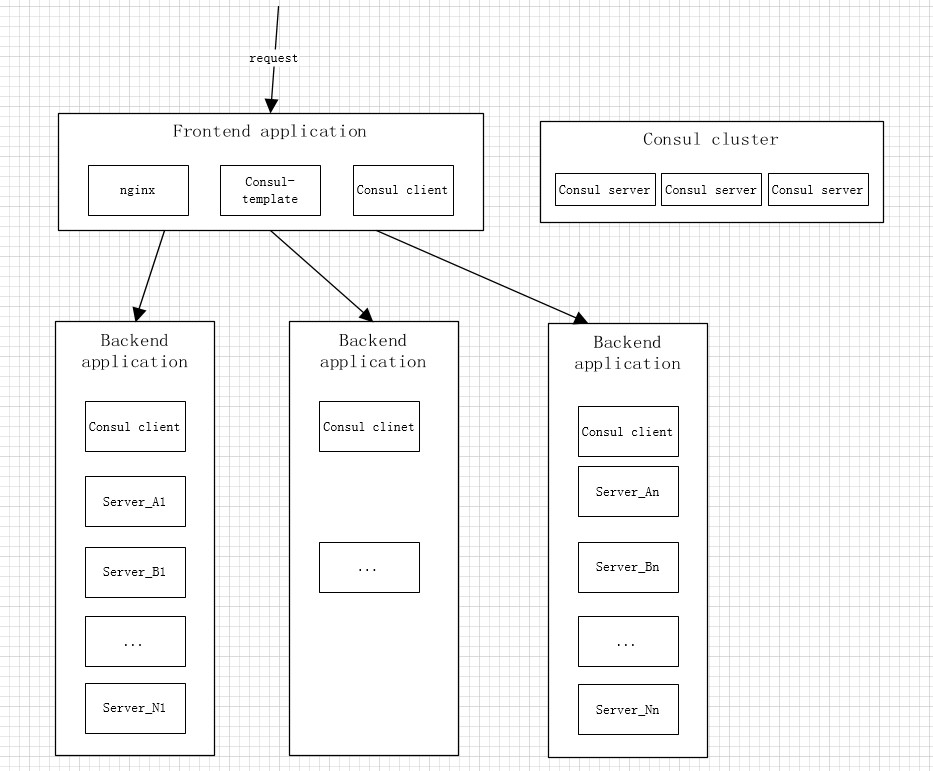 request
Frontend application
nginx
Consul-
template
Consul client
Consul cluster
Consul server
Consul server
Consul server
Backend
application
Consul client
Server_A1
Server_B1
...
Server_N1
Backend
application
Consul clinet
...
Backend
application
Consul client
Server_An
Server_Bn
...
Server_Nn